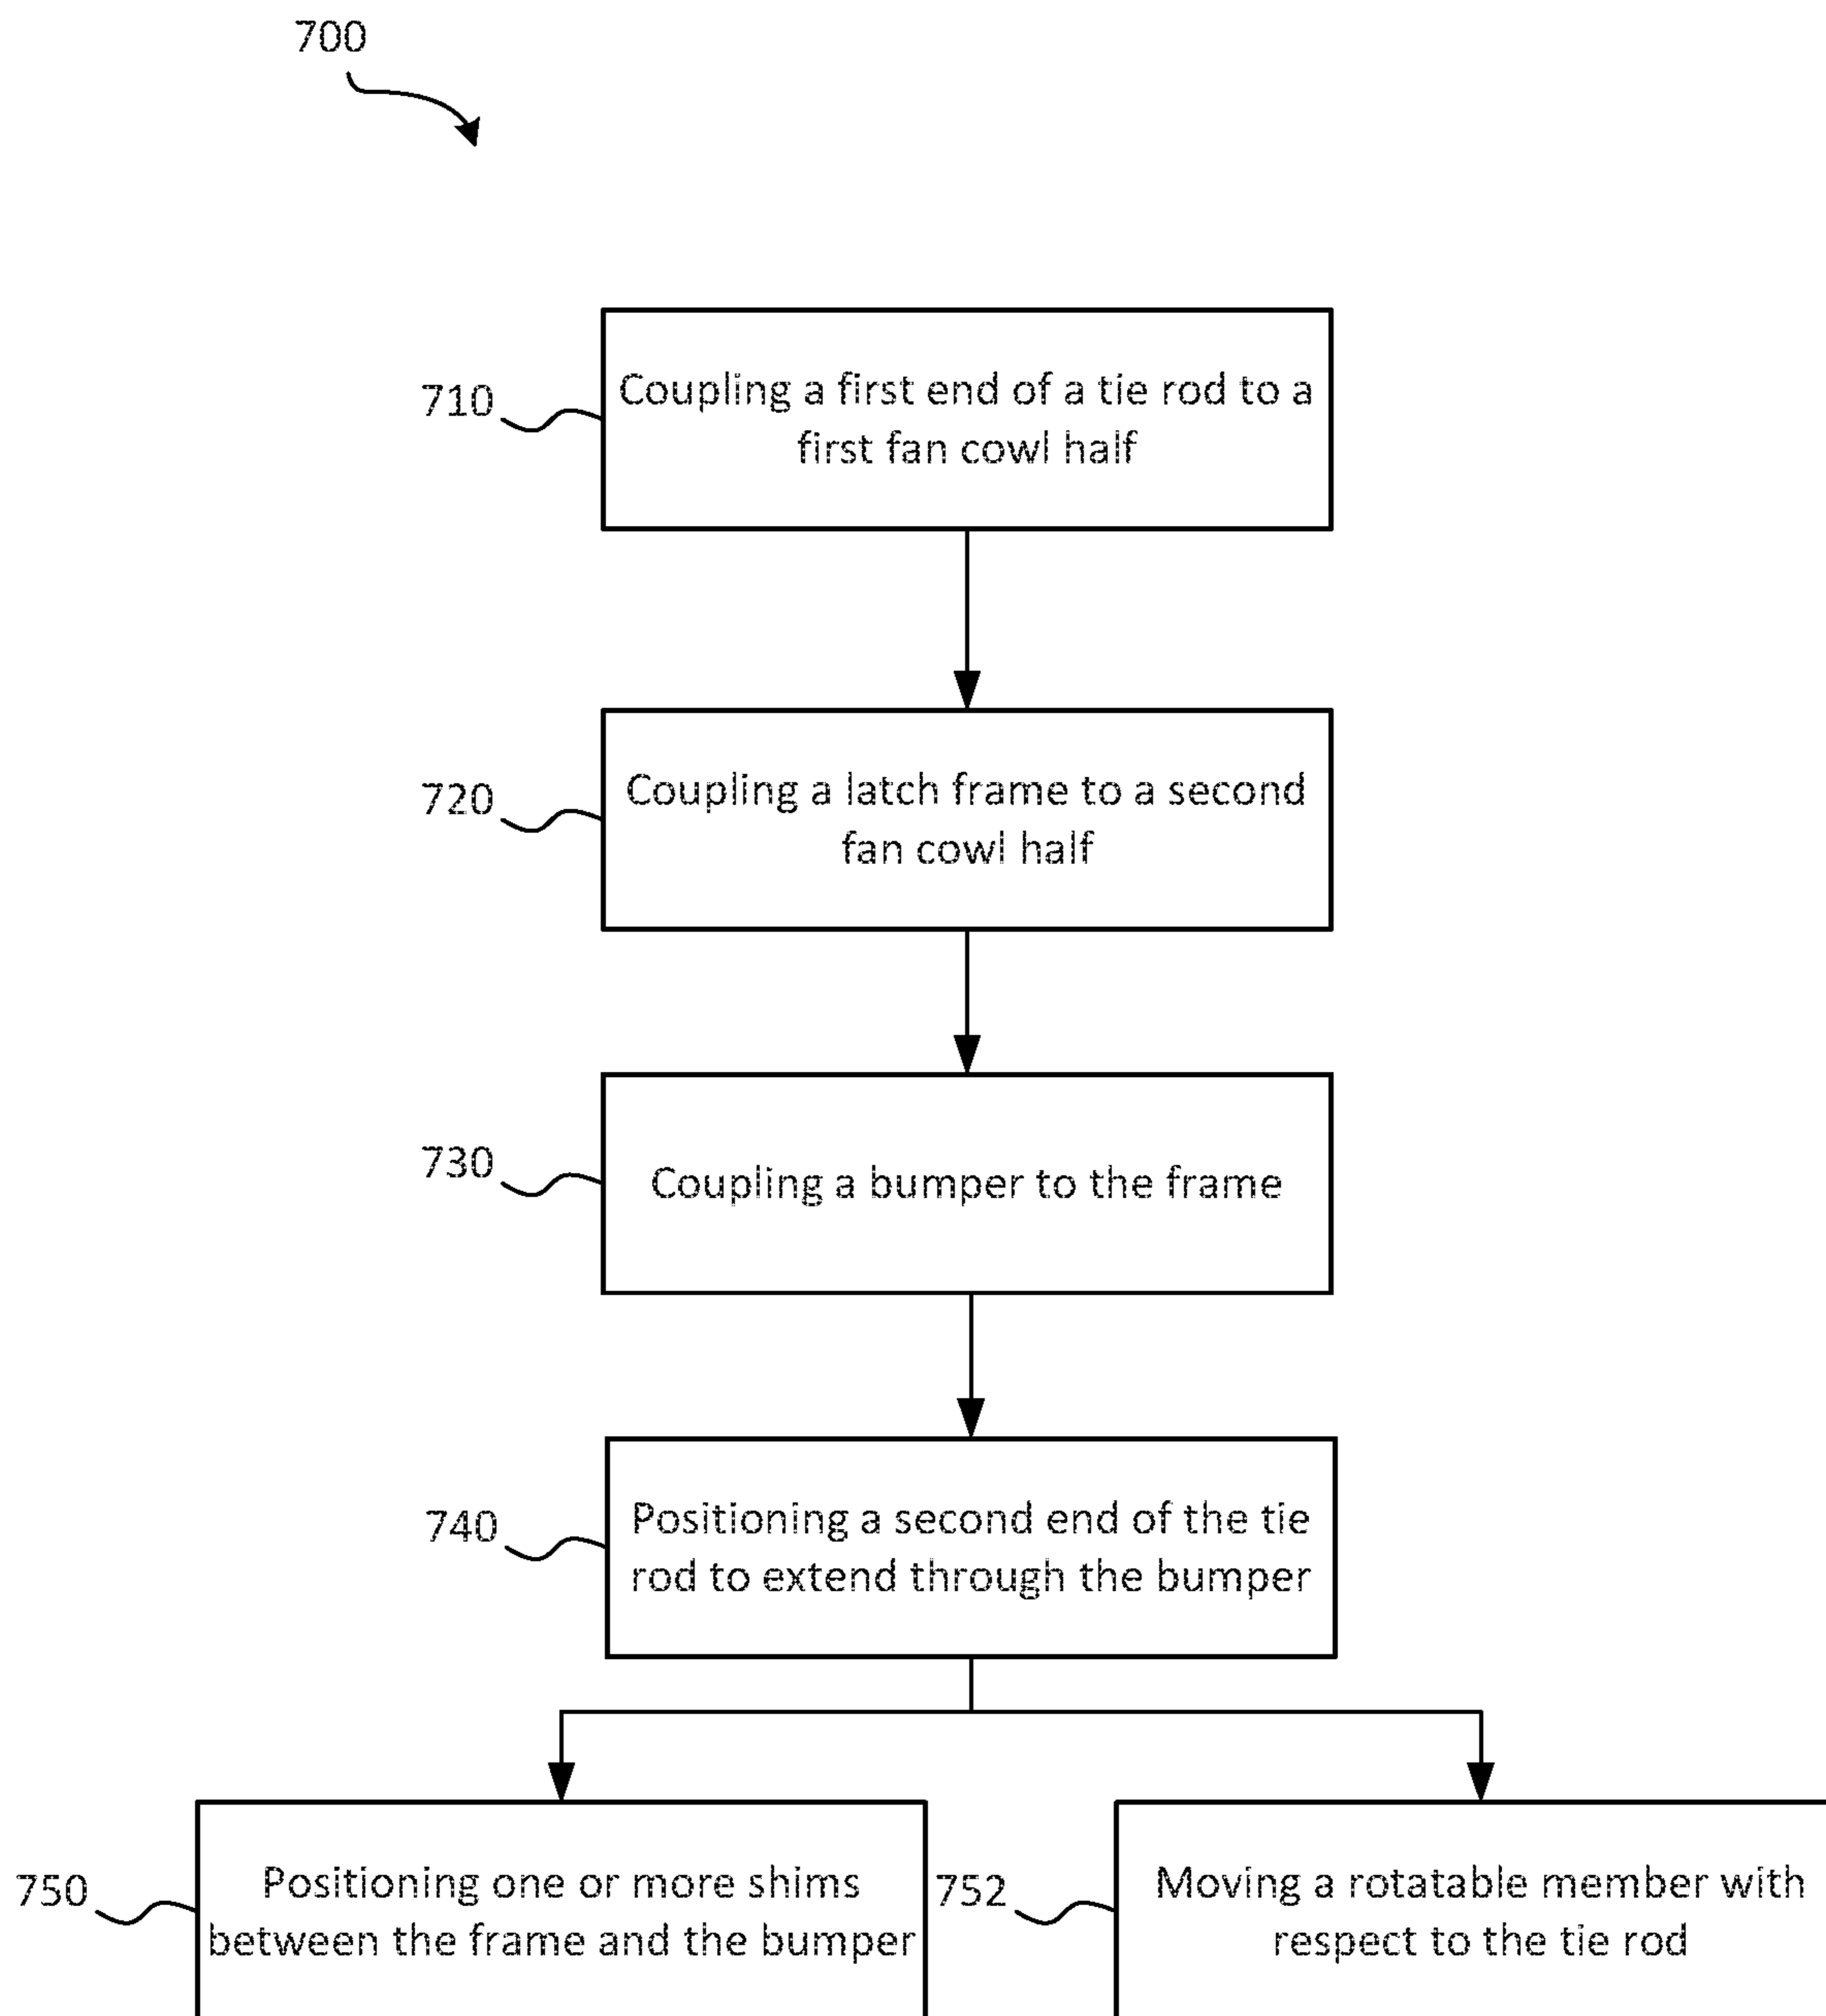 700
710
Coupling a first end of a tie rod to a
first fan cowl half
720
Coupling a latch frame to a second
fan cowl half
730
Coupling a bumper to the frame
740
Positioning a second end of the tie
rod to extend through the bumper
750
Positioning one or more shims
between the frame and the bumper
752
Moving a rotatable member with
respect to the tie rod